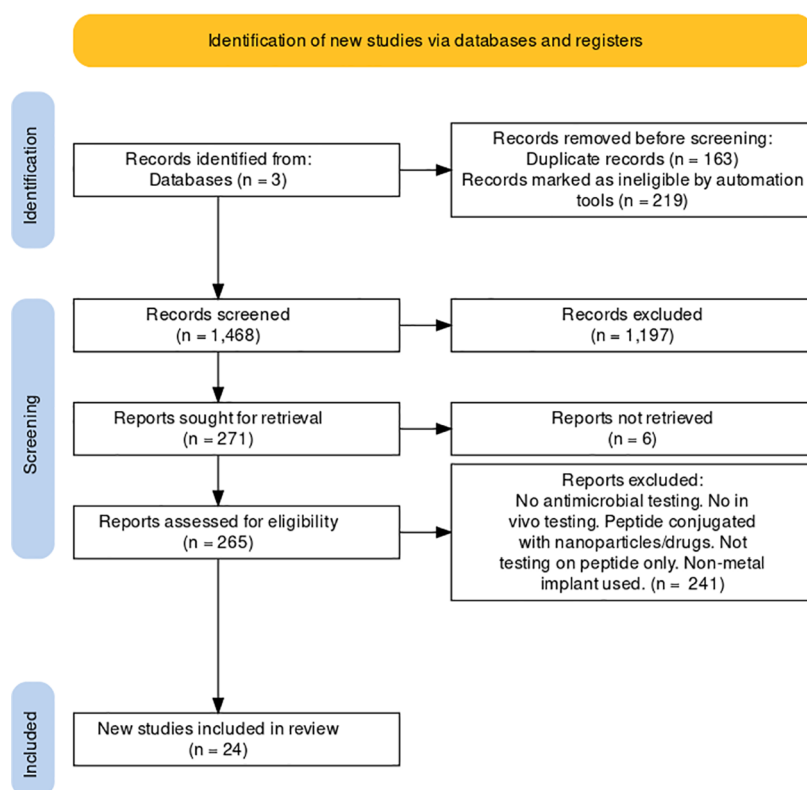 Identification of new studies via databases and registers
Identification
Records identified from:
Databases (n = 3)
Records removed before screening:
Duplicate records (n = 163)
Records marked as ineligible by automation
tools (n = 219)
Screening
Records screened
(n = 1,468)
Records excluded
(n = 1,197)
Reports sought for retrieval
(n = 271)
Reports not retrieved
(n = 6)
Reports assessed for eligibility
(n = 265)
Reports excluded:
No antimicrobial testing. No in
vivo testing. Peptide conjugated
with nanoparticles/drugs. Not
testing on peptide only. Non-metal
implant used. (n = 241)
Included
New studies included in review
(n = 24)